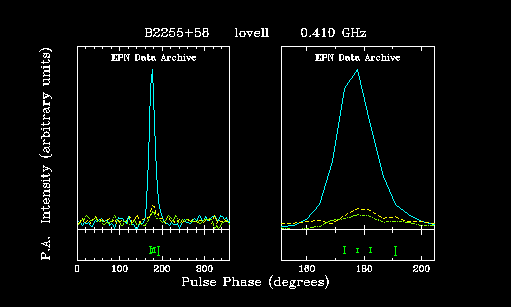 B2255+58 lovell 0.410 GHz
EPN Data Archive EPN Data Archive
Intensity (arbitrary units)
P.A.
0 100 200 300 180 190 200
Pulse Phase (degrees)